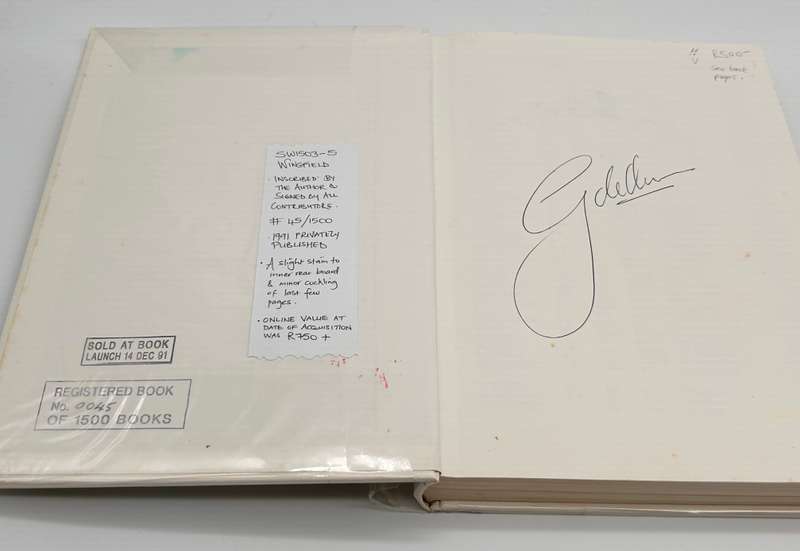 SW1503-5
WINGFIELD
· INSCRIBED BY
THE AUTHOR &
SIGNED BY ALL
CONTRIBUTORS.
# 45/1500
· 1991 PRIVATELY
PUBLISHED
· A slight stain to
inner rear board
& minor cockling
of last few
pages.
· ONLINE VALUE AT
DATE OF ACQUISITION
WAS R750 +
SOLD AT BOOK
LAUNCH 14 DEC 91
REGISTERED BOOK
No. 0045
OF 1500 BOOKS
R500-
See back
pages.